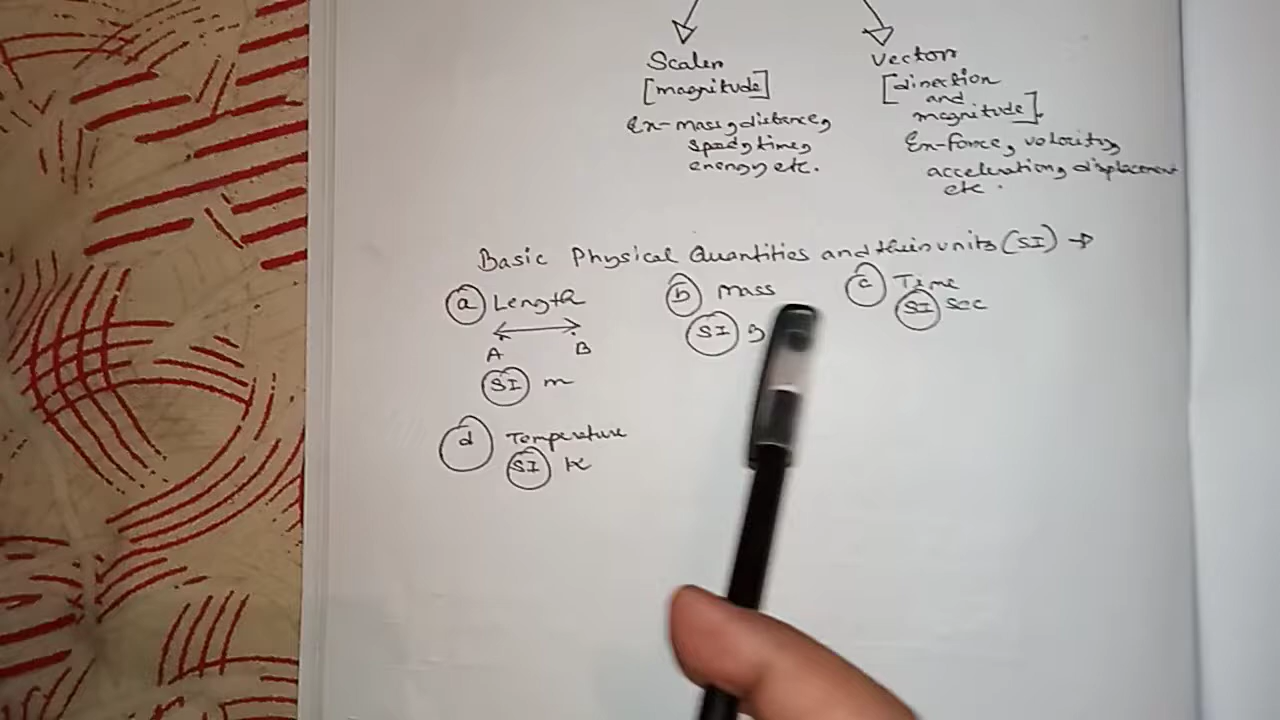 Scaler
[magnitude]
Ex-mass, distance,
speed, time,
energy etc.
Vector
[direction
and
magnitude].
Ex-force, velocity,
acceleration, displacement
etc.
Basic Physical Quantities and their units (SI) →
a Length
A B
SI m
b mass
SI g
c Time
SI Sec
d Temperature
SI K